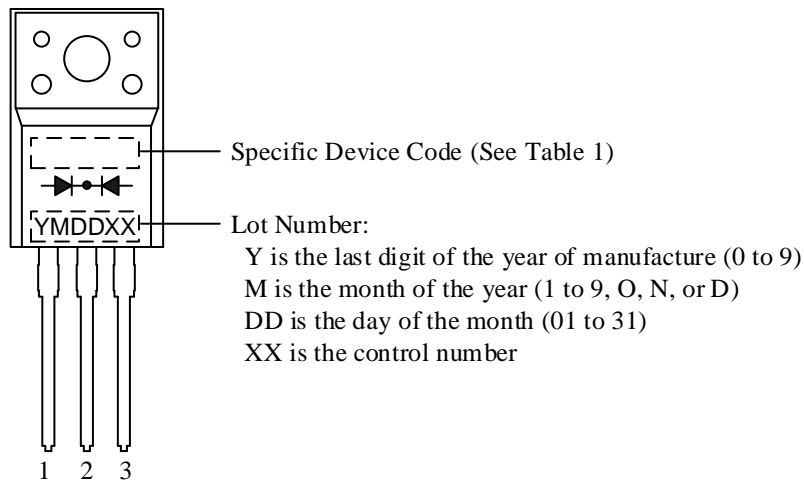 Specific Device Code (See Table 1)
YMDDXX
Lot Number:
Y is the last digit of the year of manufacture (0 to 9)
M is the month of the year (1 to 9, O, N, or D)
DD is the day of the month (01 to 31)
XX is the control number
1 2 3